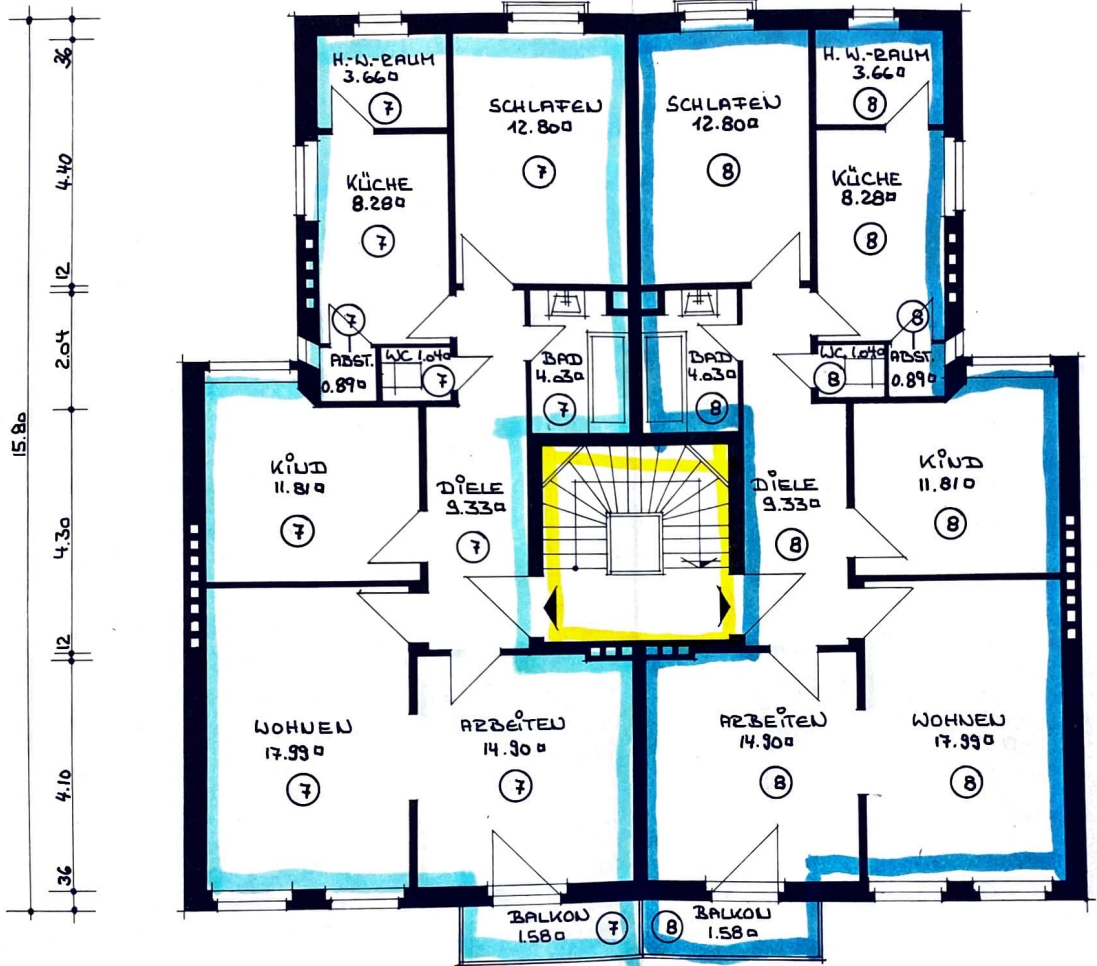 36
4.40
12
2.04
4.30
12
4.10
36
15.80
H.-W.-RAUM
3.66▫
7
SCHLAFEN
12.80▫
7
KÜCHE
8.28▫
7
7
ABST.
0.89▫
WC 1.04▫
7
BAD
4.03▫
7
KIND
11.81▫
7
DIELE
9.33▫
7
WOHNEN
17.99▫
7
ARBEITEN
14.90▫
7
BALKON
1.58▫
7
SCHLAFEN
12.80▫
8
H.W.-RAUM
3.66▫
8
KÜCHE
8.28▫
8
8
ABST.
0.89▫
WC 1.04▫
8
BAD
4.03▫
8
DIELE
9.33▫
8
KIND
11.81▫
8
ARBEITEN
14.90▫
8
WOHNEN
17.99▫
8
8
BALKON
1.58▫